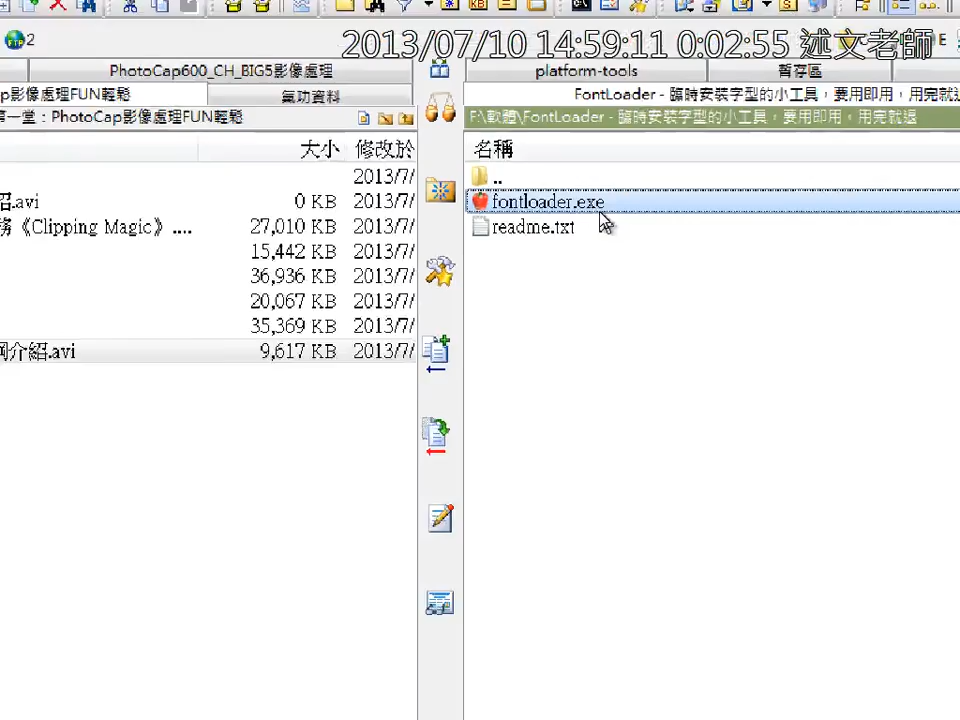 2
2013/07/10 14:59:11 0:02:55 述文老師
E
PhotoCap600_CH_BIG5影像處理
platform-tools
暫存區
p影像處理FUN輕鬆
氣功資料
FontLoader - 臨時安裝字型的小工具，要用即用，用完就退
第一堂：PhotoCap影像處理FUN輕鬆
F:\軟體\FontLoader - 臨時安裝字型的小工具，要用即用，用完就退
大小
修改於
名稱
2013/7/
..
紹.avi
0 KB
2013/7/
fontloader.exe
務《Clipping Magic》....
27,010 KB
2013/7/
readme.txt
15,442 KB
2013/7/
36,936 KB
2013/7/
20,067 KB
2013/7/
35,369 KB
2013/7/
介紹.avi
9,617 KB
2013/7/